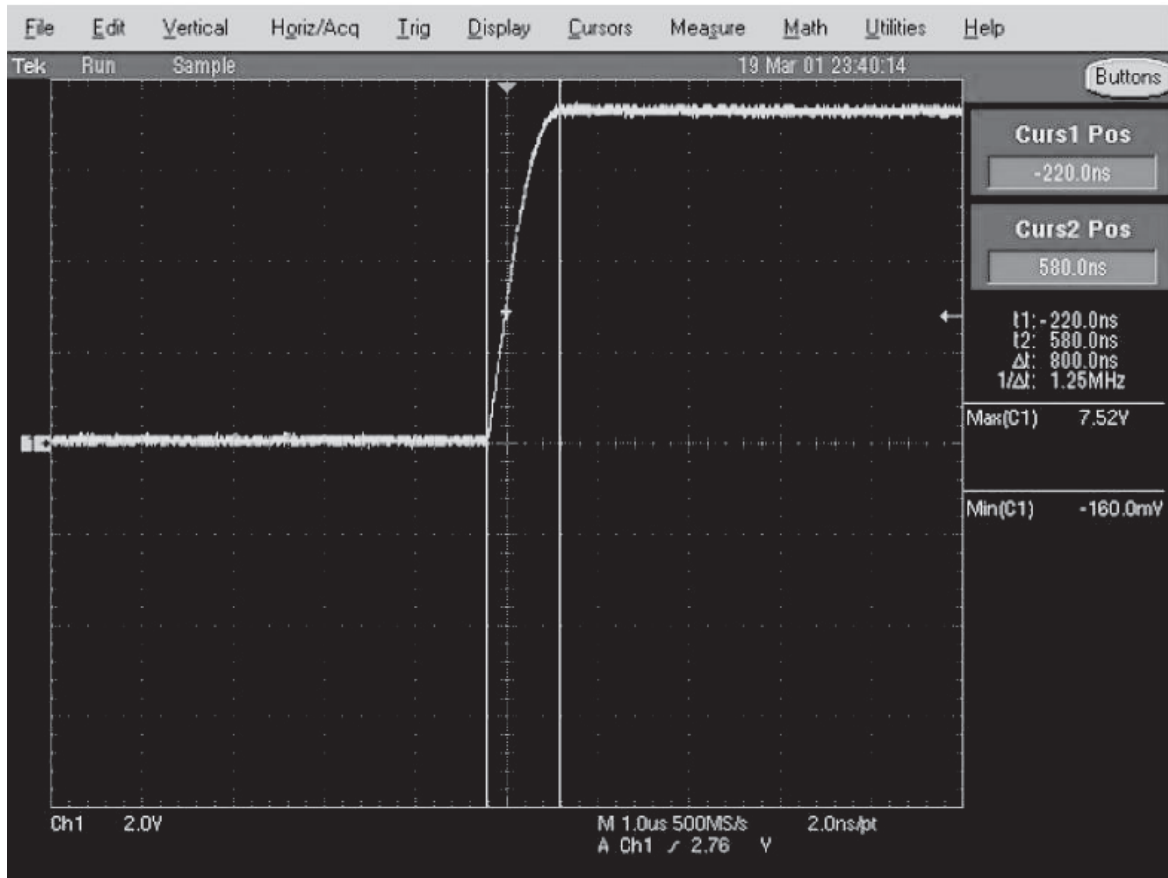 File Edit Vertical Horiz/Acq Trig Display Cursors Measure Math Utilities Help
Tek Run Sample 19 Mar 01 23:40:14
Buttons
Curs1 Pos
-220.0ns
Curs2 Pos
580.0ns
t1: -220.0ns
t2: 580.0ns
Δt: 800.0ns
1/Δt: 1.25MHz
Max(C1) 7.52V
1
Min(C1) -160.0mV
Ch1 2.0V M 1.0us 500MS/s 2.0ns/pt
A Ch1 2.76 V